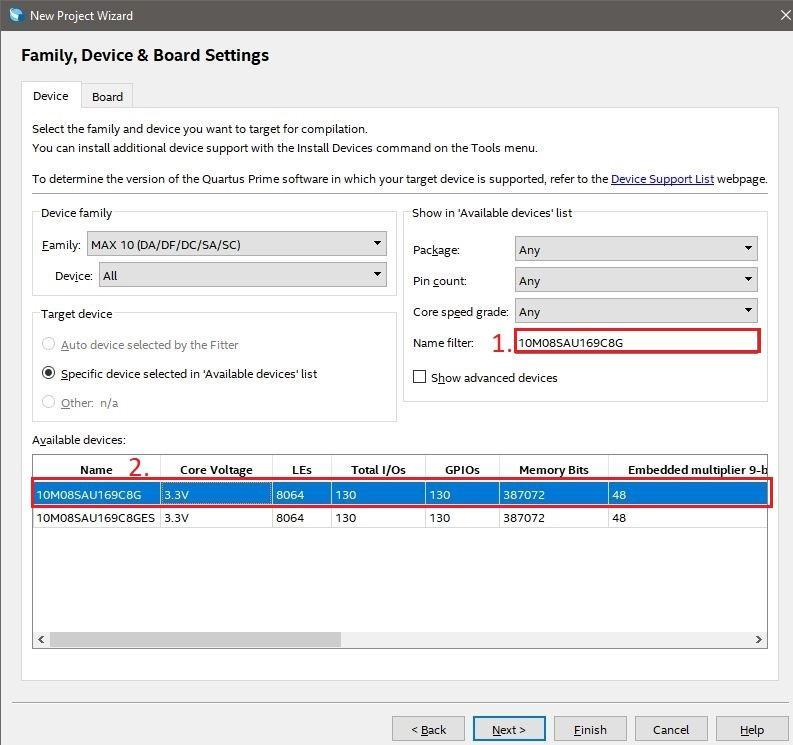 New Project Wizard
Family, Device & Board Settings
Device Board
Select the family and device you want to target for compilation.
You can install additional device support with the Install Devices command on the Tools menu.
To determine the version of the Quartus Prime software in which your target device is supported, refer to the Device Support List webpage.
Device family
Family: MAX 10 (DA/DF/DC/SA/SC)
Device: All
Target device
Auto device selected by the Fitter
Specific device selected in 'Available devices' list
Other: n/a
Show in 'Available devices' list
Package: Any
Pin count: Any
Core speed grade: Any
Name filter: 1. 10M08SAU169C8G
Show advanced devices
Available devices:
Name 2. Core Voltage LEs Total I/Os GPIOs Memory Bits Embedded multiplier 9-b
10M08SAU169C8G 3.3V 8064 130 130 387072 48
10M08SAU169C8GES 3.3V 8064 130 130 387072 48
< Back Next > Finish Cancel Help